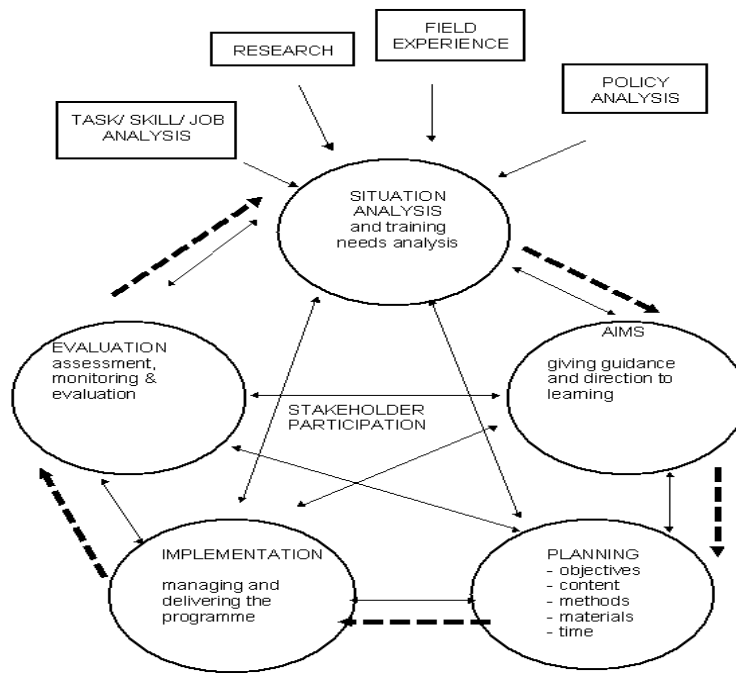 FIELD
EXPERIENCE
RESEARCH
POLICY
ANALYSIS
TASK/ SKILL/ JOB
ANALYSIS
SITUATION
ANALYSIS
and training
needs analysis
EVALUATION
assessment,
monitoring &
evaluation
AIMS
giving guidance
and direction to
learning
STAKEHOLDER
PARTICIPATION
IMPLEMENTATION
managing and
delivering the
programme
PLANNING
- objectives
- content
- methods
- materials
- time